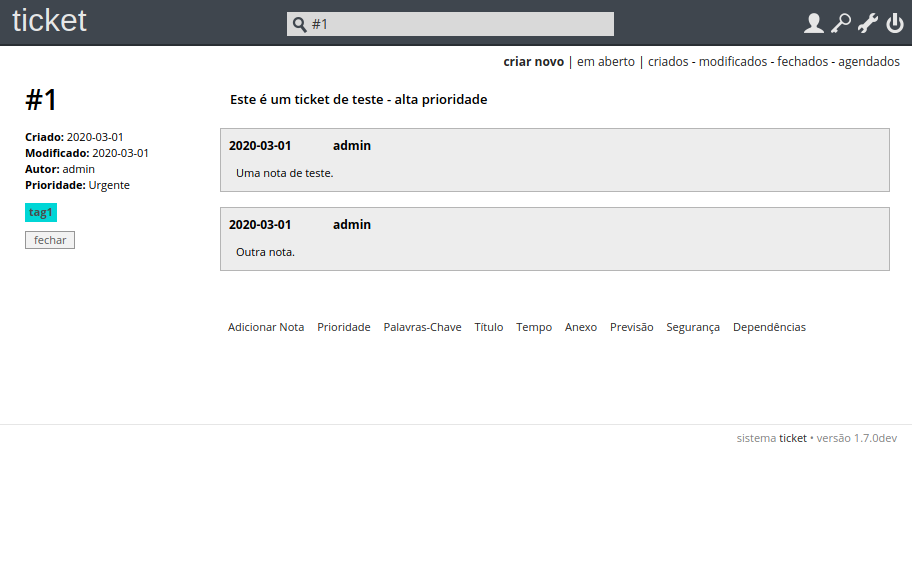 ticket
#1
criar novo | em aberto | criados - modificados - fechados - agendados
#1
Criado: 2020-03-01
Modificado: 2020-03-01
Autor: admin
Prioridade: Urgente
tag1
fechar
Este é um ticket de teste - alta prioridade
2020-03-01 admin
Uma nota de teste.
2020-03-01 admin
Outra nota.
Adicionar Nota Prioridade Palavras-Chave Título Tempo Anexo Previsão Segurança Dependências
sistema ticket • versão 1.7.0dev